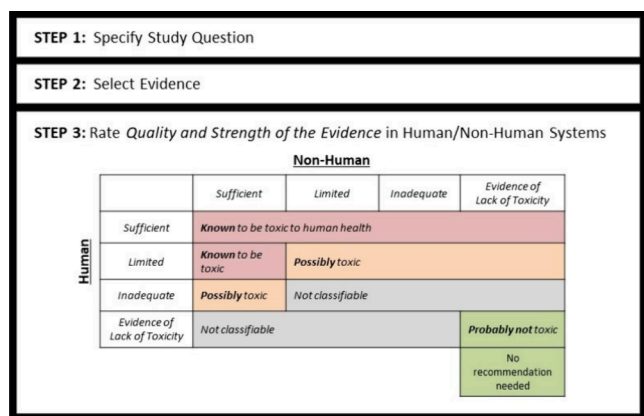 STEP 1: Specify Study Question
STEP 2: Select Evidence
STEP 3: Rate Quality and Strength of the Evidence in Human/Non-Human Systems
Non-Human
Sufficient
Limited
Inadequate
Evidence of
Lack of Toxicity
Human
Sufficient
Known to be toxic to human health
Limited
Known to be
toxic
Possibly toxic
Inadequate
Possibly toxic
Not classifiable
Evidence of
Lack of Toxicity
Not classifiable
Probably not toxic
No
recommendation
needed